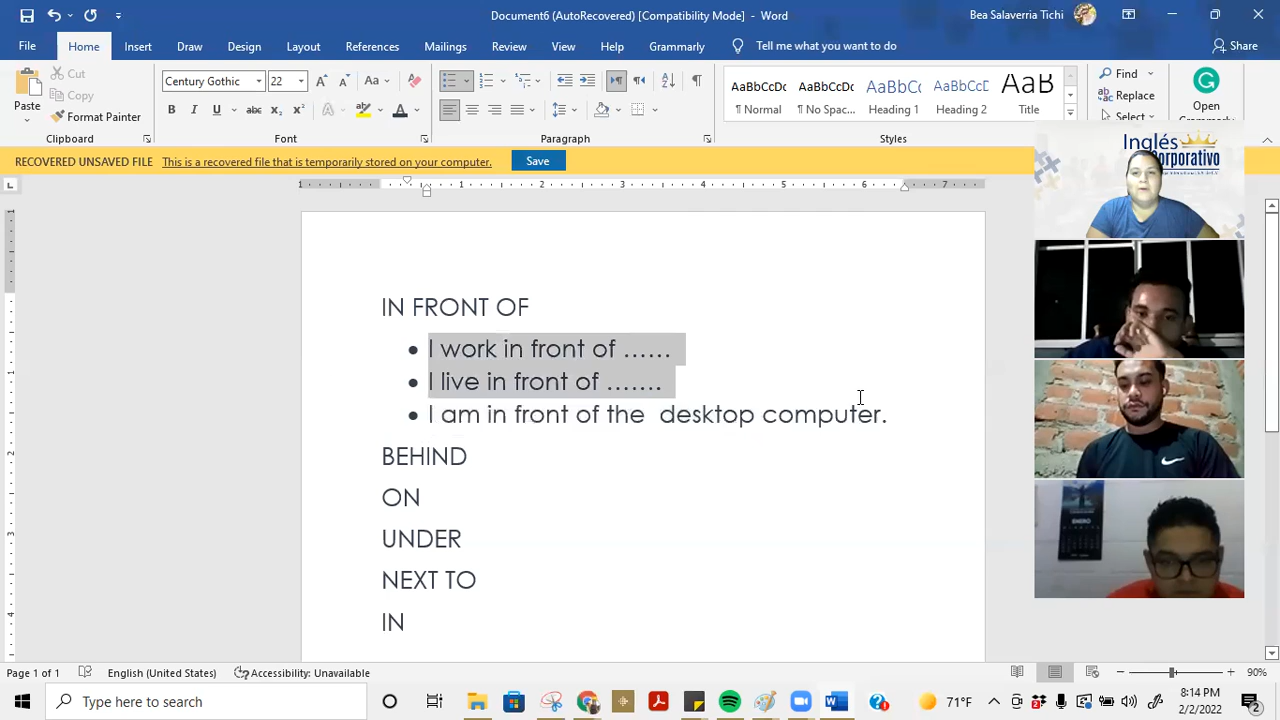 Document6 (AutoRecovered) [Compatibility Mode] - Word
Bea Salaverria Tichi
File Home Insert Draw Design Layout References Mailings Review View Help Grammarly Tell me what you want to do Share
Paste
Cut
Copy
Format Painter
Clipboard
Century Gothic 22
Font
Paragraph
AaBbCcDc AaBbCcDc AaBbCc AaBbCcD AaB
¶ Normal ¶ No Spac... Heading 1 Heading 2 Title
Styles
Find
Replace
Select
Open
RECOVERED UNSAVED FILE This is a recovered file that is temporarily stored on your computer. Save
Inglés
Corporativo
IN FRONT OF
• I work in front of ……
• I live in front of …….
• I am in front of the desktop computer.
BEHIND
ON
UNDER
NEXT TO
IN
ENERO
Page 1 of 1 English (United States) Accessibility: Unavailable 90%
Type here to search
71°F
8:14 PM
2/2/2022
2